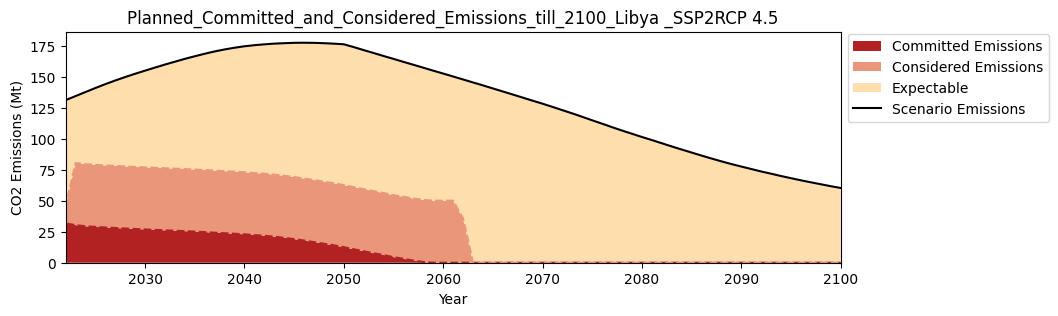 Planned_Committed_and_Considered_Emissions_till_2100_Libya _SSP2RCP 4.5
CO2 Emissions (Mt)
175
150
125
100
75
50
25
0
2030 2040 2050 2060 2070 2080 2090 2100
Year
Committed Emissions
Considered Emissions
Expectable
Scenario Emissions